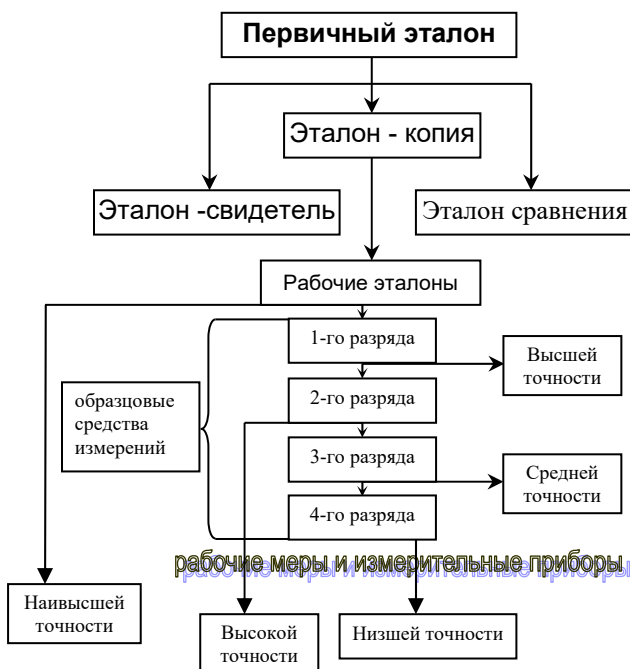 Первичный эталон
Эталон - копия
Эталон -свидетель
Эталон сравнения
Рабочие эталоны
1-го разряда
Высшей
точности
2-го разряда
образцовые
средства
измерений
3-го разряда
Средней
точности
4-го разряда
рабочие меры и измерительные приборы
Наивысшей
точности
Высокой
точности
Низшей точности